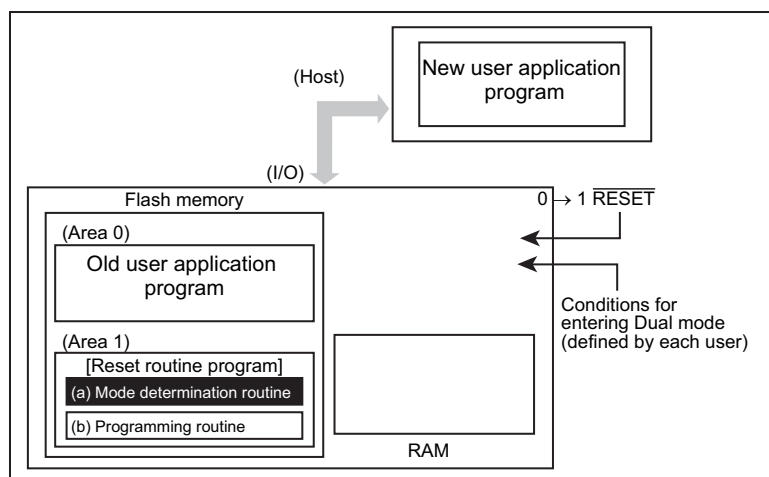 New user application
program
(Host)
(I/O)
Flash memory
0 → 1 RESET
(Area 0)
Old user application
program
Conditions for
entering Dual mode
(defined by each user)
(Area 1)
[Reset routine program]
(a) Mode determination routine
(b) Programming routine
RAM